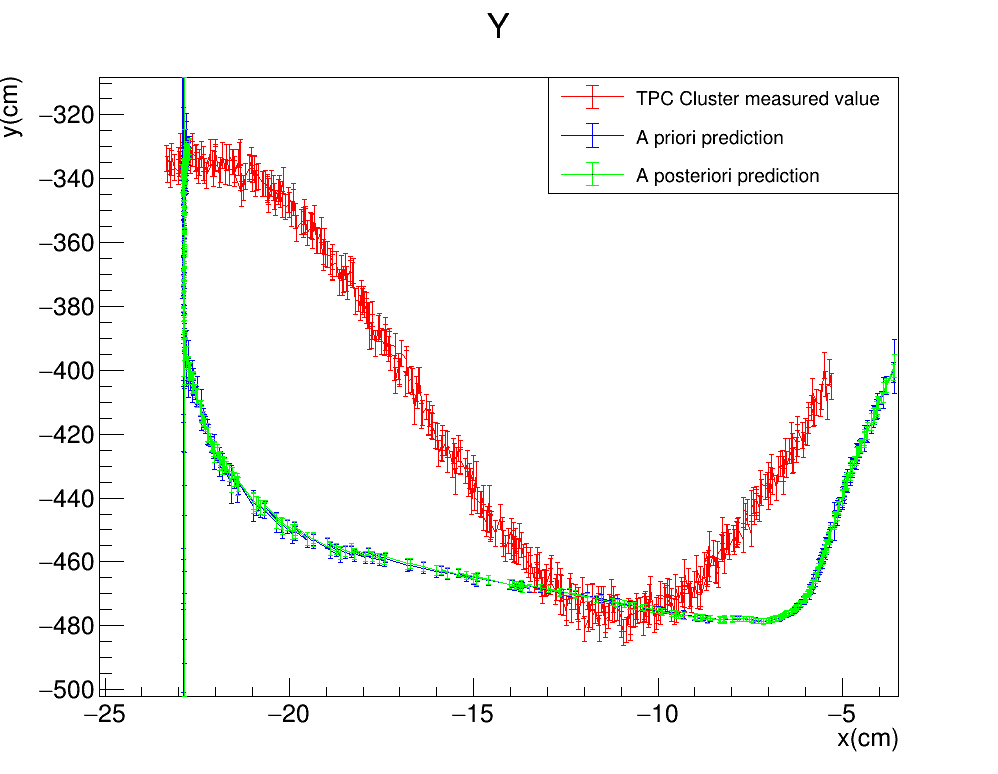 Y
y(cm)
TPC Cluster measured value
A priori prediction
A posteriori prediction
−320
−340
−360
−380
−400
−420
−440
−460
−480
−500
−25 −20 −15 −10 −5
x(cm)